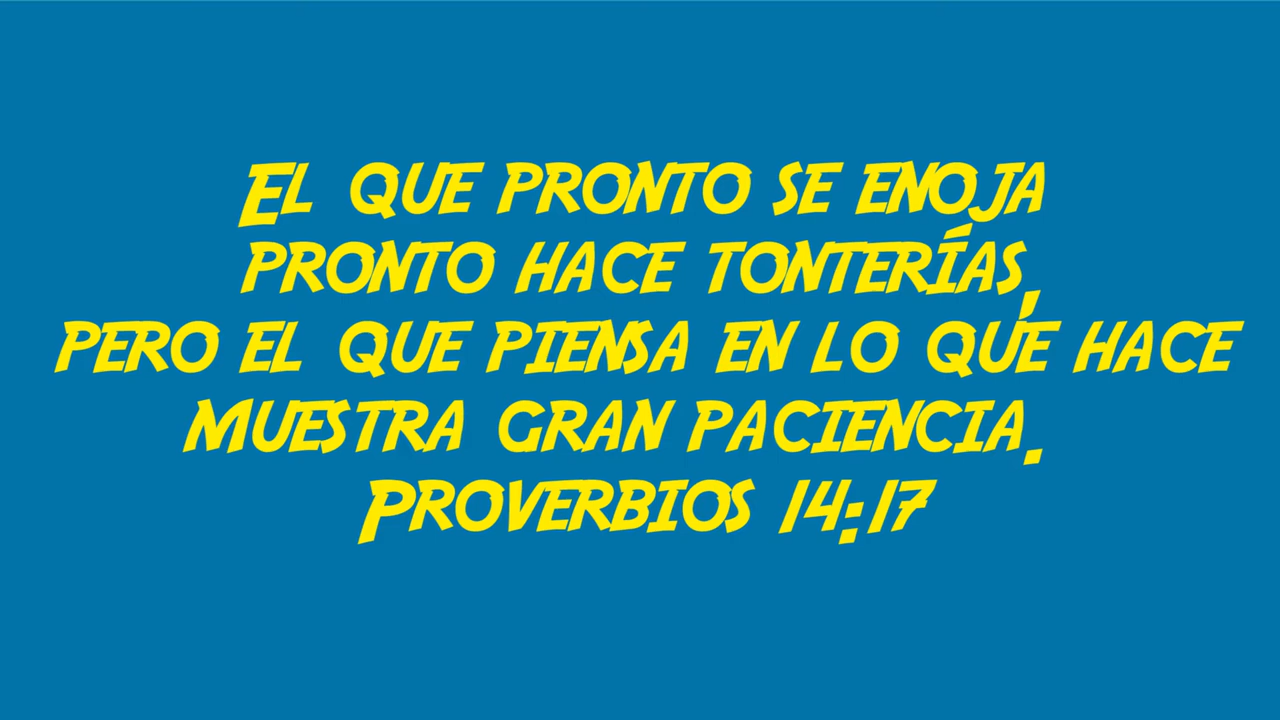 El que pronto se enoja
pronto hace tonterías,
pero el que piensa en lo que hace
muestra gran paciencia.
Proverbios 14:17